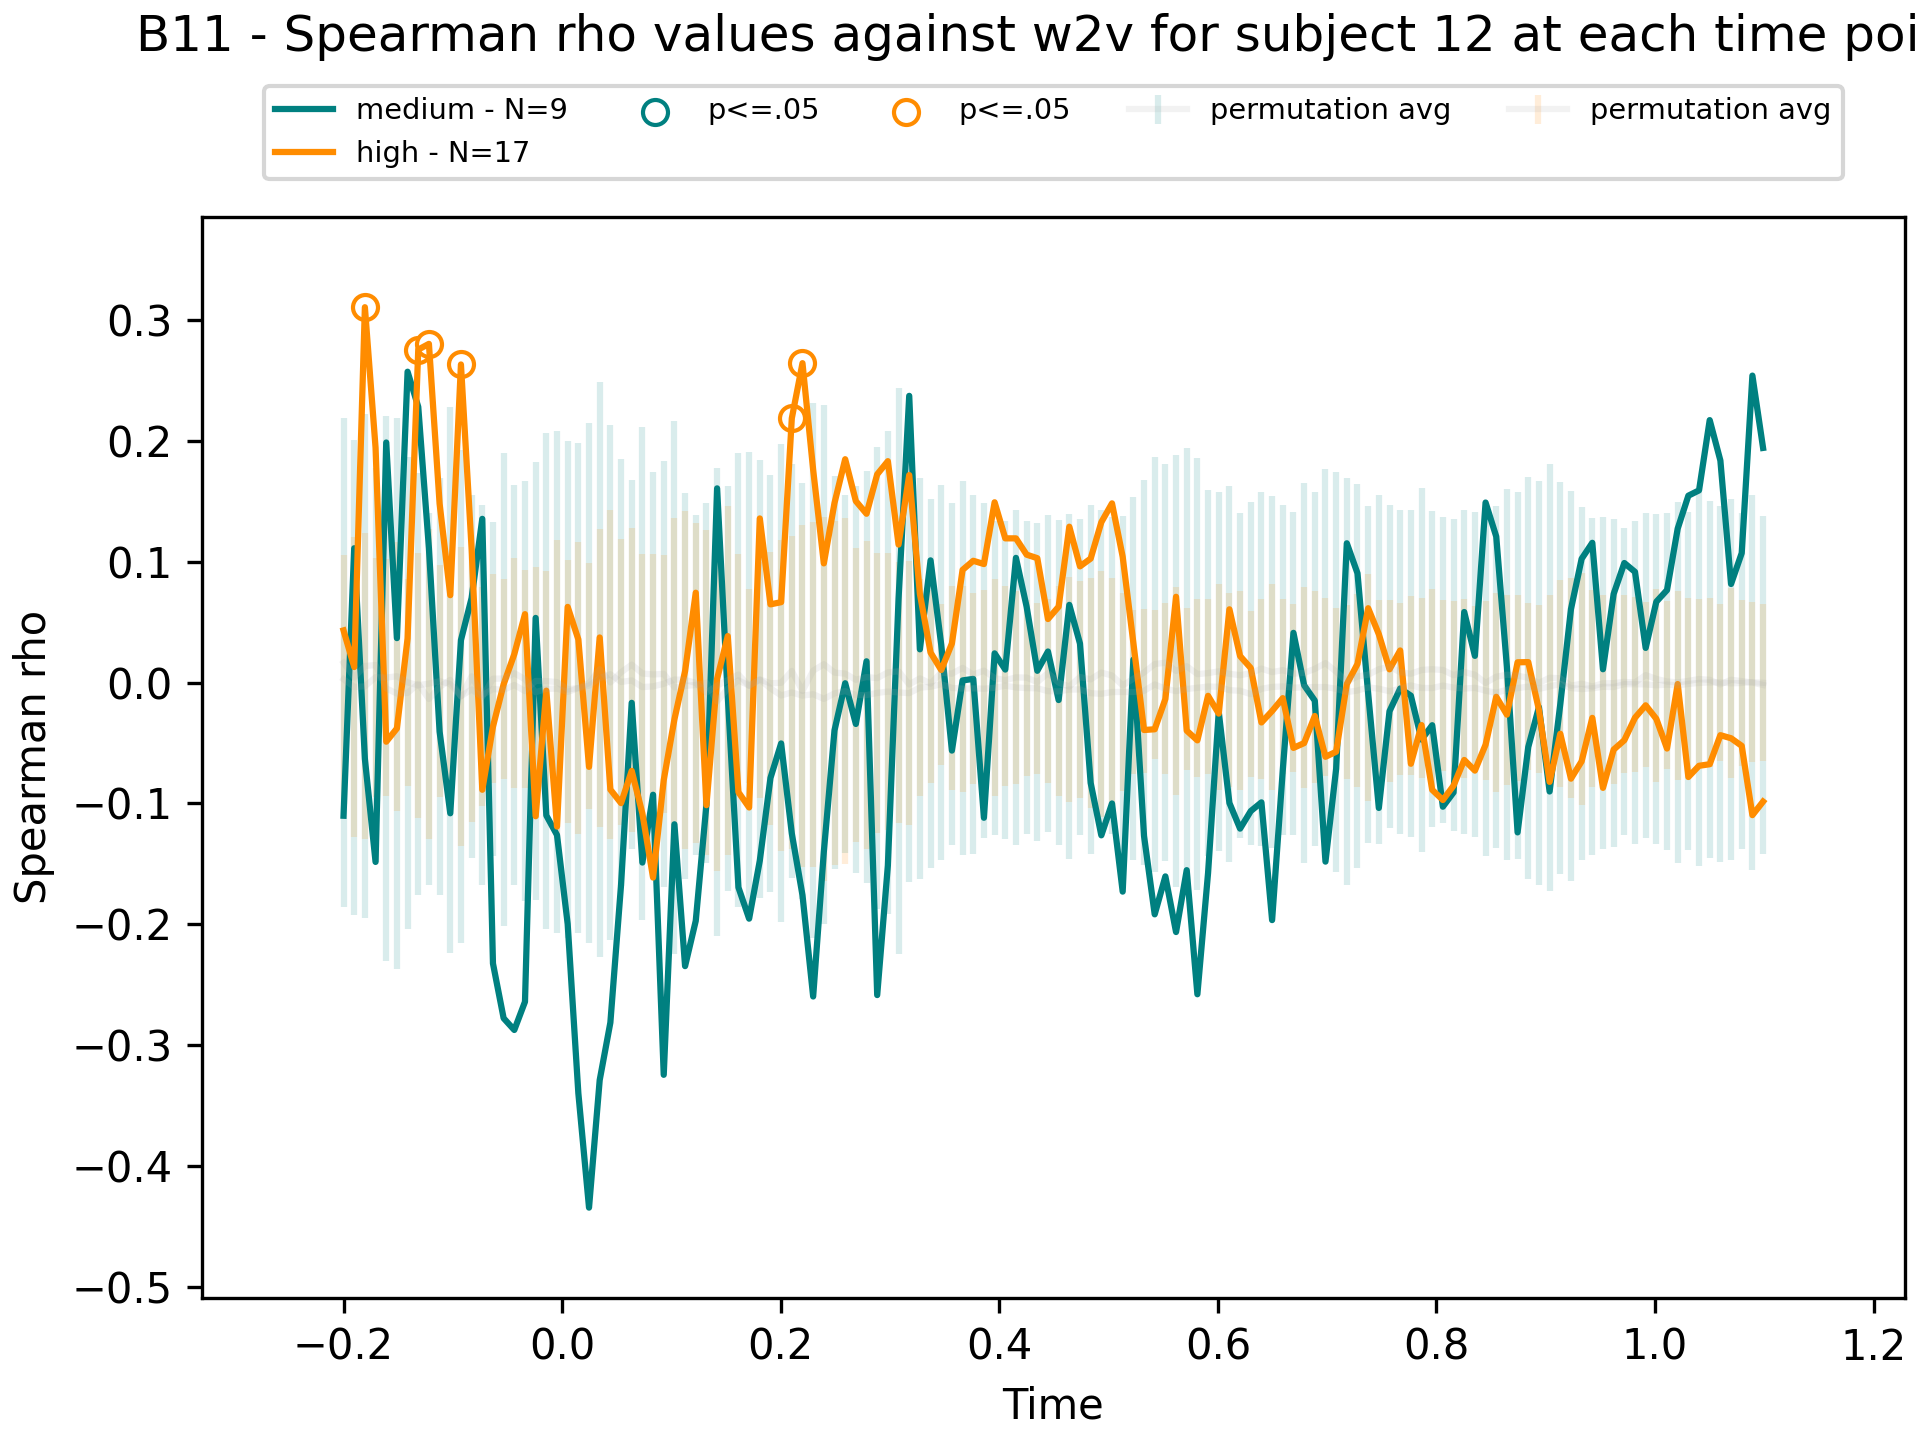 B11 - Spearman rho values against w2v for subject 12 at each time poi
medium - N=9
high - N=17
p<=.05
p<=.05
permutation avg
permutation avg
Spearman rho
0.3
0.2
0.1
0.0
−0.1
−0.2
−0.3
−0.4
−0.5
−0.2 0.0 0.2 0.4 0.6 0.8 1.0 1.2
Time